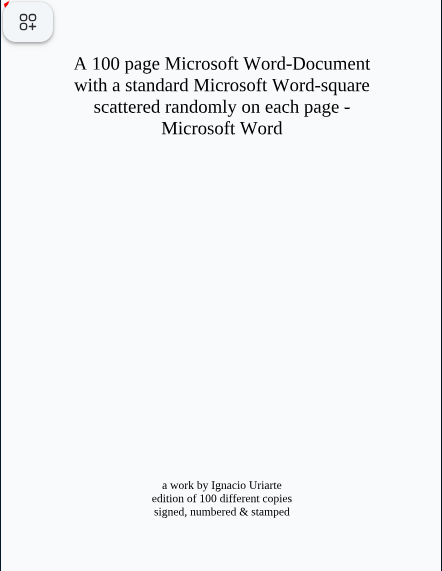 A 100 page Microsoft Word-Document
with a standard Microsoft Word-square
scattered randomly on each page -
Microsoft Word
a work by Ignacio Uriarte
edition of 100 different copies
signed, numbered & stamped